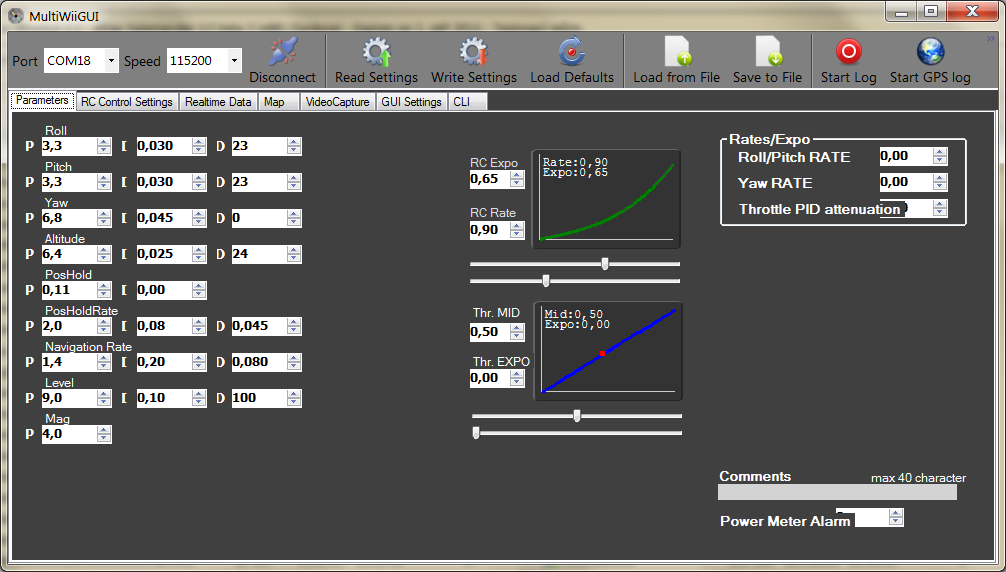 MultiWiiGUI
Port COM18 Speed 115200
Disconnect Read Settings Write Settings Load Defaults Load from File Save to File Start Log Start GPS log
Parameters RC Control Settings Realtime Data Map VideoCapture GUI Settings CLI
Roll
P 3,3 I 0,030 D 23
Pitch
P 3,3 I 0,030 D 23
Yaw
P 6,8 I 0,045 D 0
Altitude
P 6,4 I 0,025 D 24
PosHold
P 0,11 I 0,00
PosHoldRate
P 2,0 I 0,08 D 0,045
Navigation Rate
P 1,4 I 0,20 D 0,080
Level
P 9,0 I 0,10 D 100
Mag
P 4,0
RC Expo
0,65
RC Rate
0,90
Rate:0,90
Expo:0,65
Thr. MID
0,50
Thr. EXPO
0,00
Mid:0,50
Expo:0,00
Rates/Expo
Roll/Pitch RATE 0,00
Yaw RATE 0,00
Throttle PID attenuation
Comments max 40 character
Power Meter Alarm